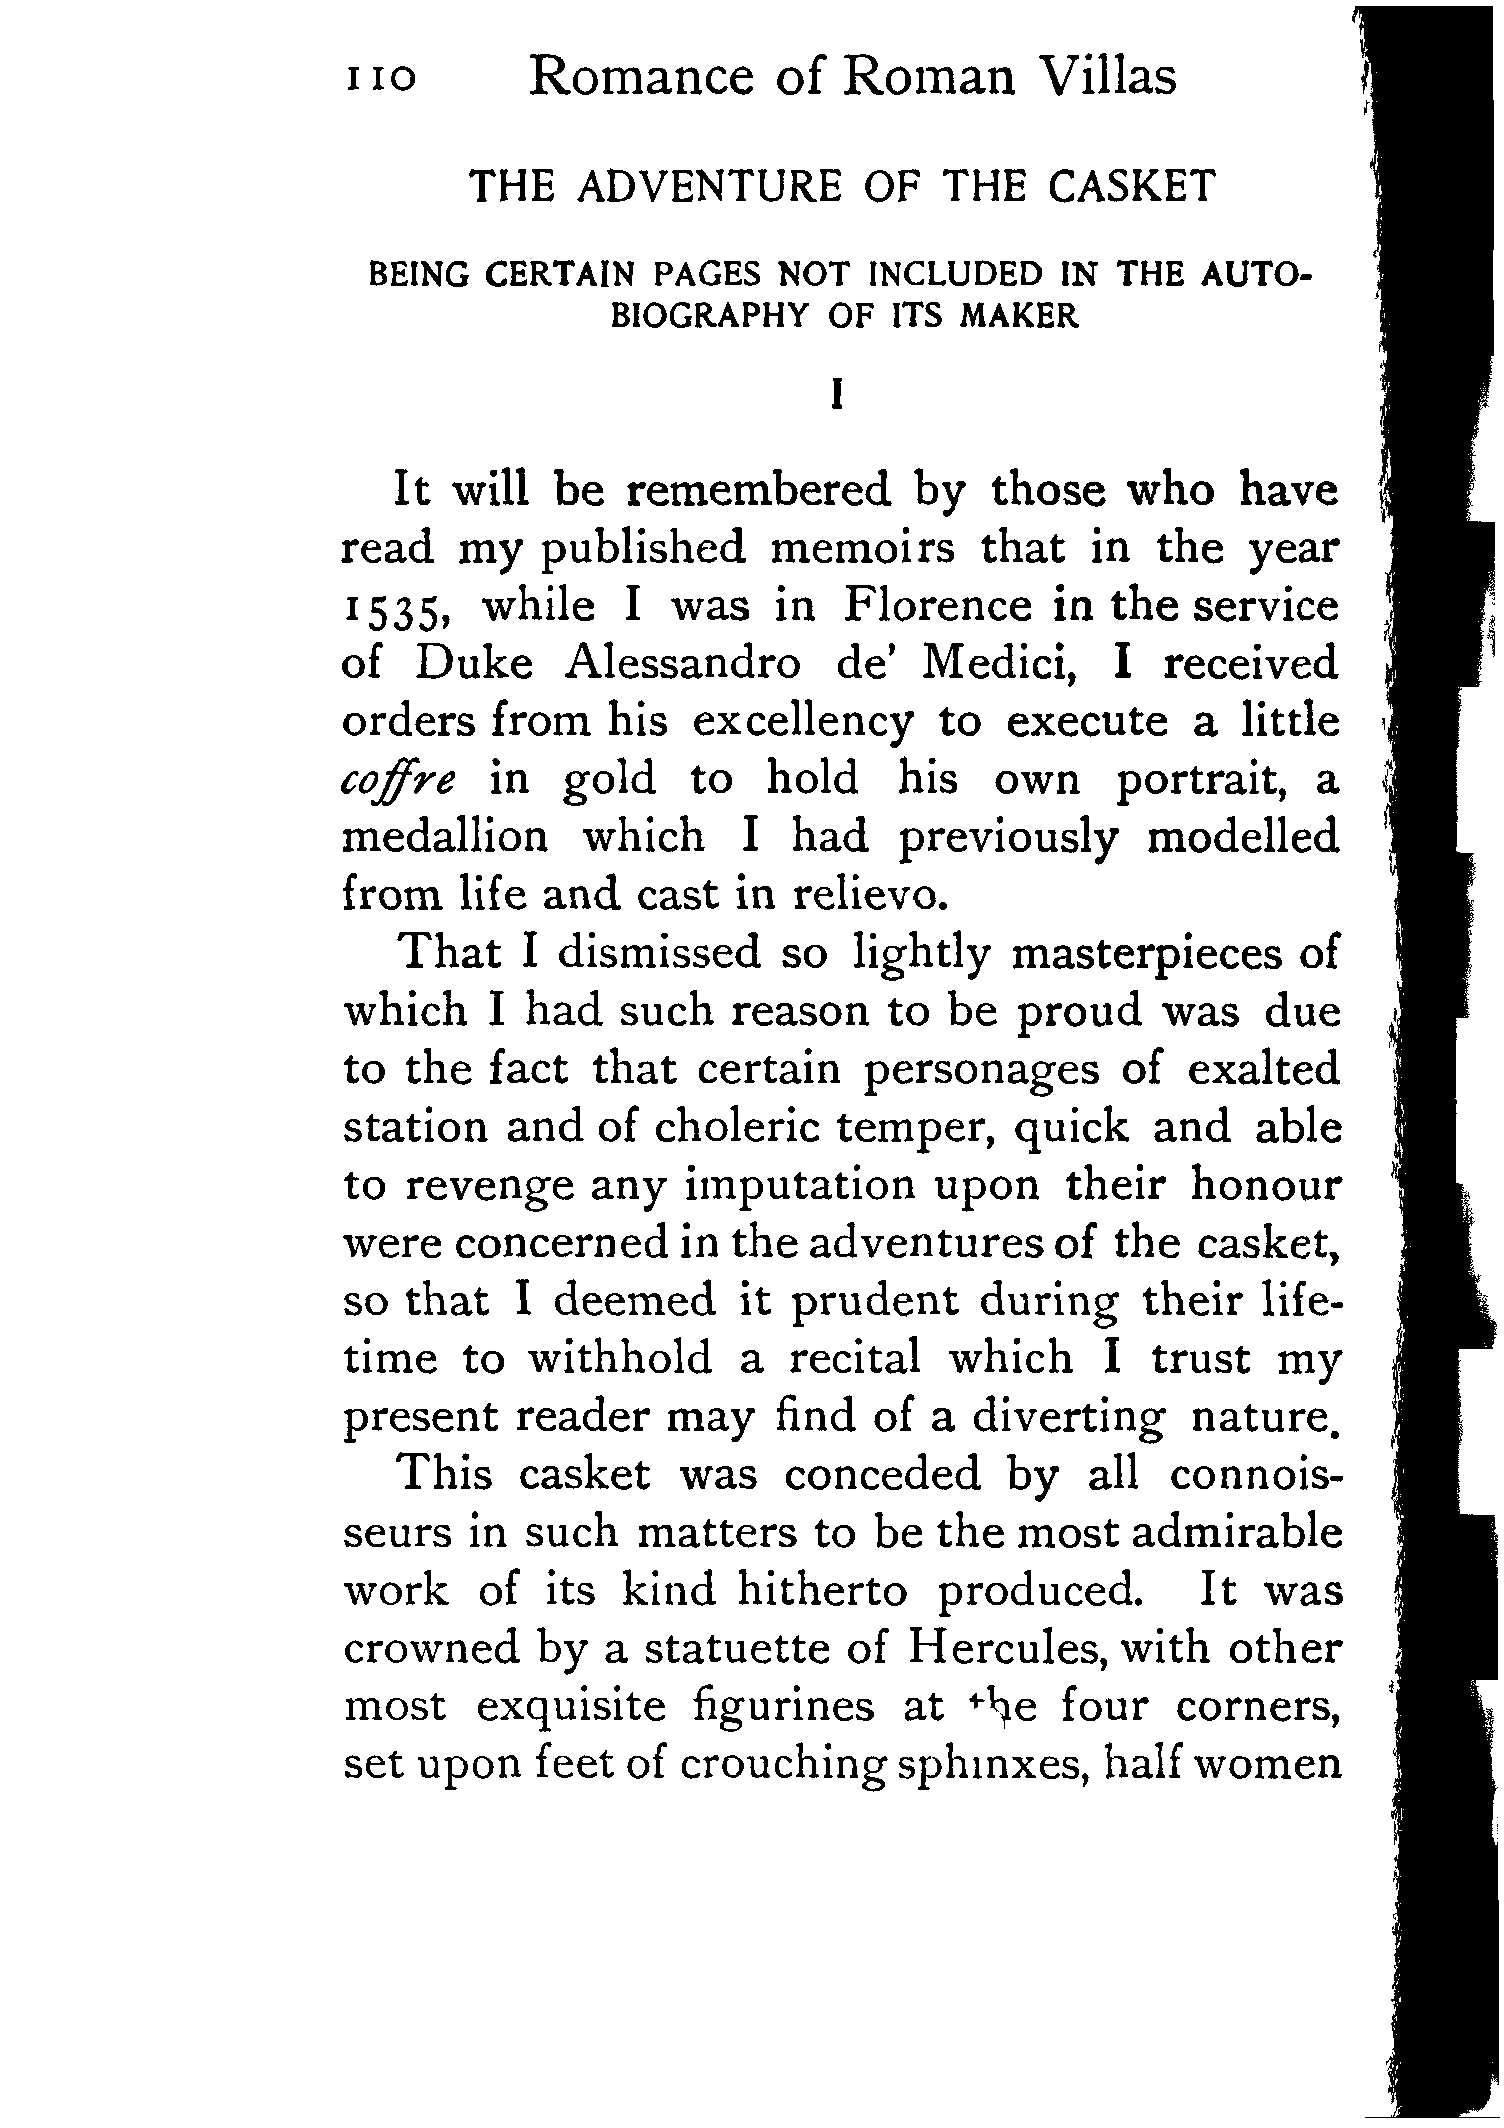 110 Romance of Roman Villas
THE ADVENTURE OF THE CASKET
BEING CERTAIN PAGES NOT INCLUDED IN THE AUTO-
BIOGRAPHY OF ITS MAKER
I
It will be remembered by those who have
read my published memoirs that in the year
1535, while I was in Florence in the service
of Duke Alessandro de' Medici, I received
orders from his excellency to execute a little
coffre in gold to hold his own portrait, a
medallion which I had previously modelled
from life and cast in relievo.
That I dismissed so lightly masterpieces of
which I had such reason to be proud was due
to the fact that certain personages of exalted
station and of choleric temper, quick and able
to revenge any imputation upon their honour
were concerned in the adventures of the casket,
so that I deemed it prudent during their life-
time to withhold a recital which I trust my
present reader may find of a diverting nature.
This casket was conceded by all connois-
seurs in such matters to be the most admirable
work of its kind hitherto produced. It was
crowned by a statuette of Hercules, with other
most exquisite figurines at the four corners,
set upon feet of crouching sphinxes, half women